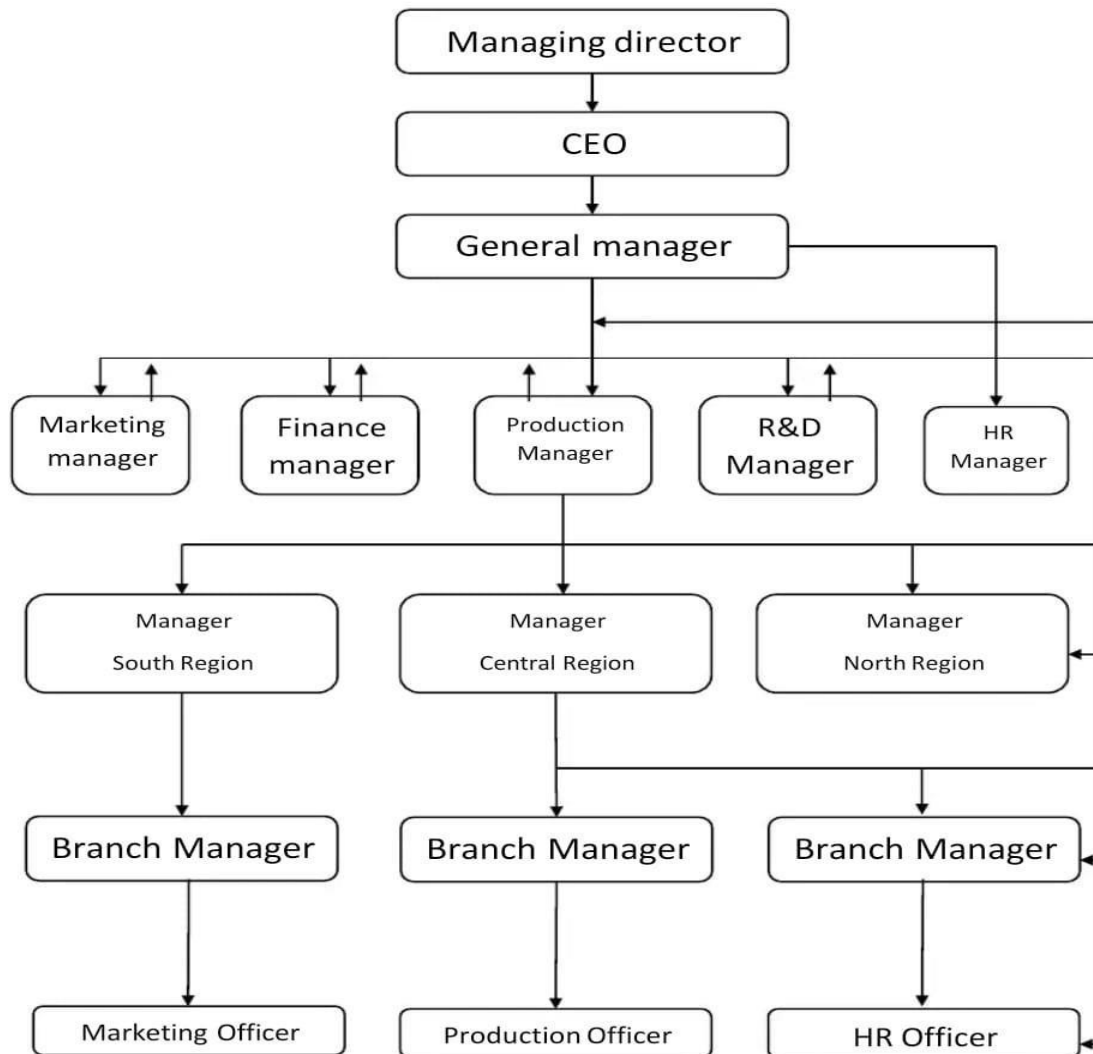 Managing director
CEO
General manager
Marketing
manager
Finance
manager
Production
Manager
R&D
Manager
HR
Manager
Manager
South Region
Manager
Central Region
Manager
North Region
Branch Manager
Branch Manager
Branch Manager
Marketing Officer
Production Officer
HR Officer